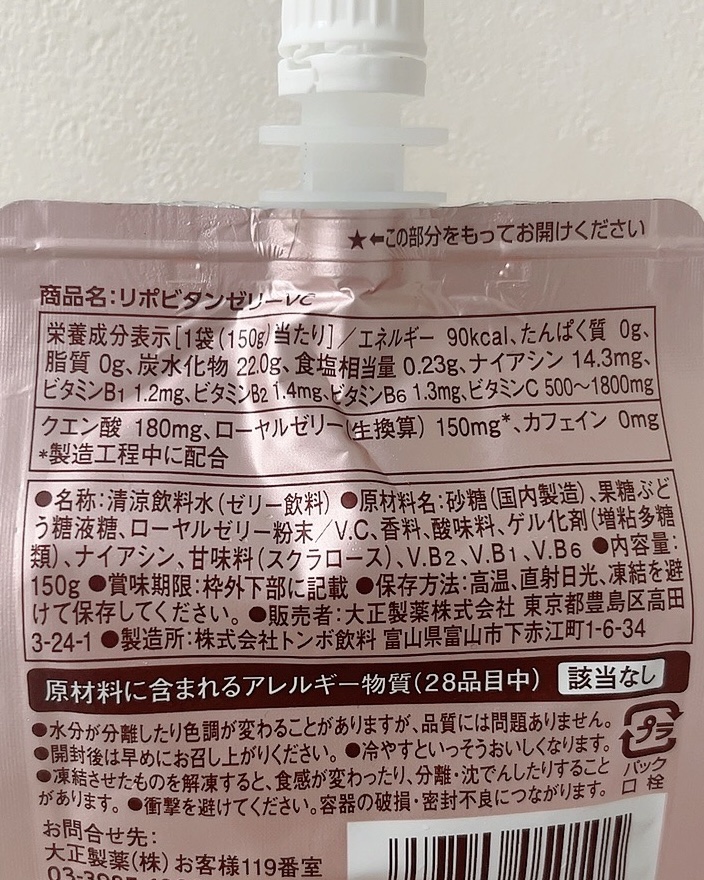 ★←この部分をもってお開けください
商品名:リポビタンゼリーVC
栄養成分表示[1袋(150g)当たり]/エネルギー 90kcal、たんぱく質 0g、
脂質 0g、炭水化物 22.0g、食塩相当量 0.23g、ナイアシン 14.3mg、
ビタミンB1 1.2mg、ビタミンB2 1.4mg、ビタミンB6 1.3mg、ビタミンC 500〜1800mg
クエン酸 180mg、ローヤルゼリー(生換算) 150mg*、カフェイン 0mg
*製造工程中に配合
●名称:清涼飲料水(ゼリー飲料) ●原材料名:砂糖(国内製造)、果糖ぶど
う糖液糖、ローヤルゼリー粉末/V.C、香料、酸味料、ゲル化剤(増粘多糖
類)、ナイアシン、甘味料(スクラロース)、V.B2、V.B1、V.B6 ●内容量:
150g ●賞味期限:枠外下部に記載 ●保存方法:高温、直射日光、凍結を避
けて保存してください。 ●販売者:大正製薬株式会社 東京都豊島区高田
3-24-1 ●製造所:株式会社トンボ飲料 富山県富山市下赤江町1-6-34
原材料に含まれるアレルギー物質(28品目中) 該当なし
●水分が分離したり色調が変わることがありますが、品質には問題ありません。
●開封後は早めにお召し上がりください。 ●冷やすといっそうおいしくなります。
●凍結させたものを解凍すると、食感が変わったり、分離・沈でんしたりすること
があります。 ●衝撃を避けてください。容器の破損・密封不良につながります。
プラ
パック
口 栓
お問合せ先:
大正製薬(株)お客様119番室